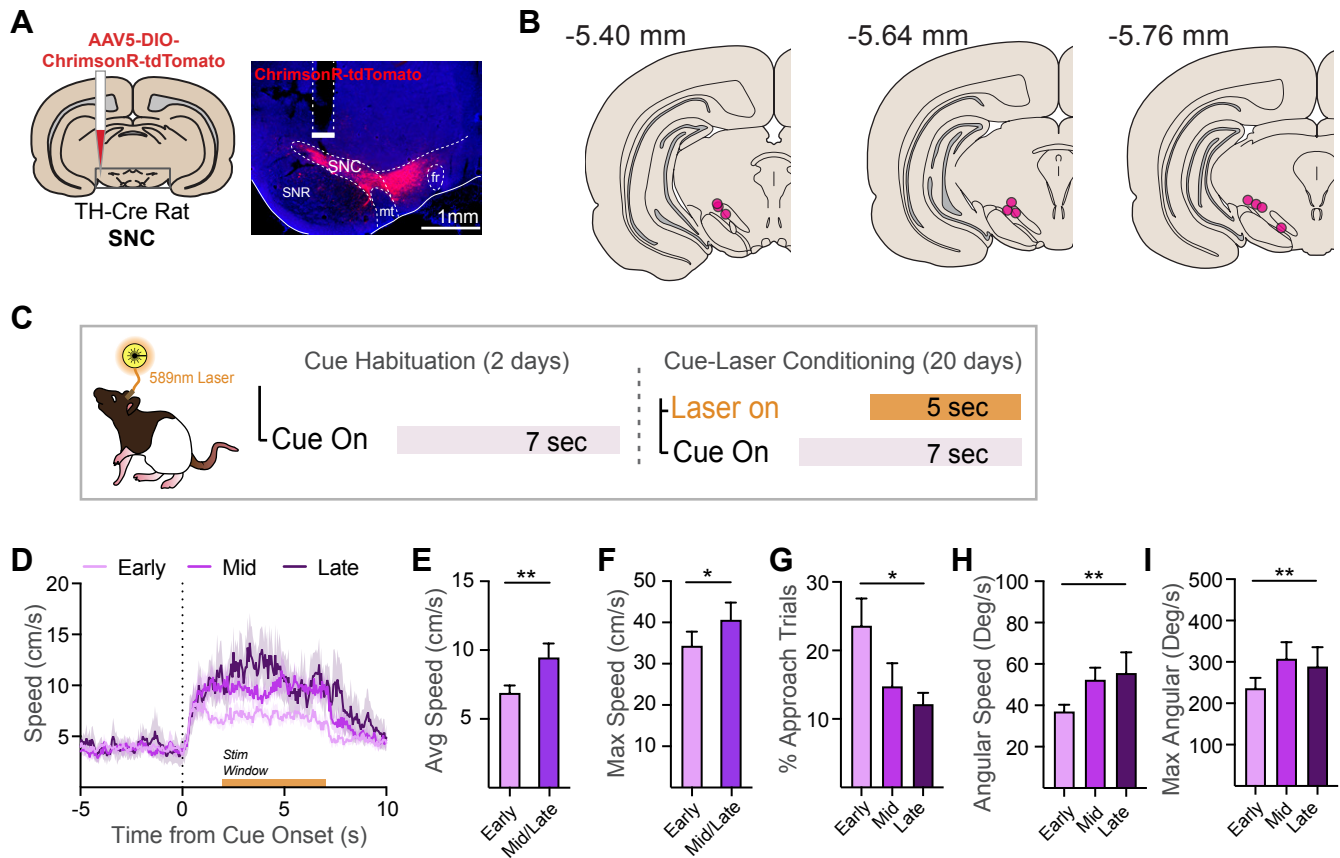 A
AAV5-DIO-
ChrimsonR-tdTomato
TH-Cre Rat
SNC
ChrimsonR-tdTomato
SNC
SNR
mt
fr
1mm
B
-5.40 mm
-5.64 mm
-5.76 mm
C
589nm Laser
Cue Habituation (2 days)
Cue On
7 sec
Cue-Laser Conditioning (20 days)
Laser on
5 sec
Cue On
7 sec
D
Early Mid Late
Speed (cm/s)
20
15
10
5
Stim
Window
-5 0 5 10
Time from Cue Onset (s)
E
**
Avg Speed (cm/s)
15
10
5
Early
Mid/Late
F
*
Max Speed (cm/s)
50
40
30
20
10
Early
Mid/Late
G
*
% Approach Trials
30
20
10
Early
Mid
Late
H
**
Angular Speed (Deg/s)
100
80
60
40
20
Early
Mid
Late
I
**
Max Angular (Deg/s)
500
400
300
200
100
Early
Mid
Late